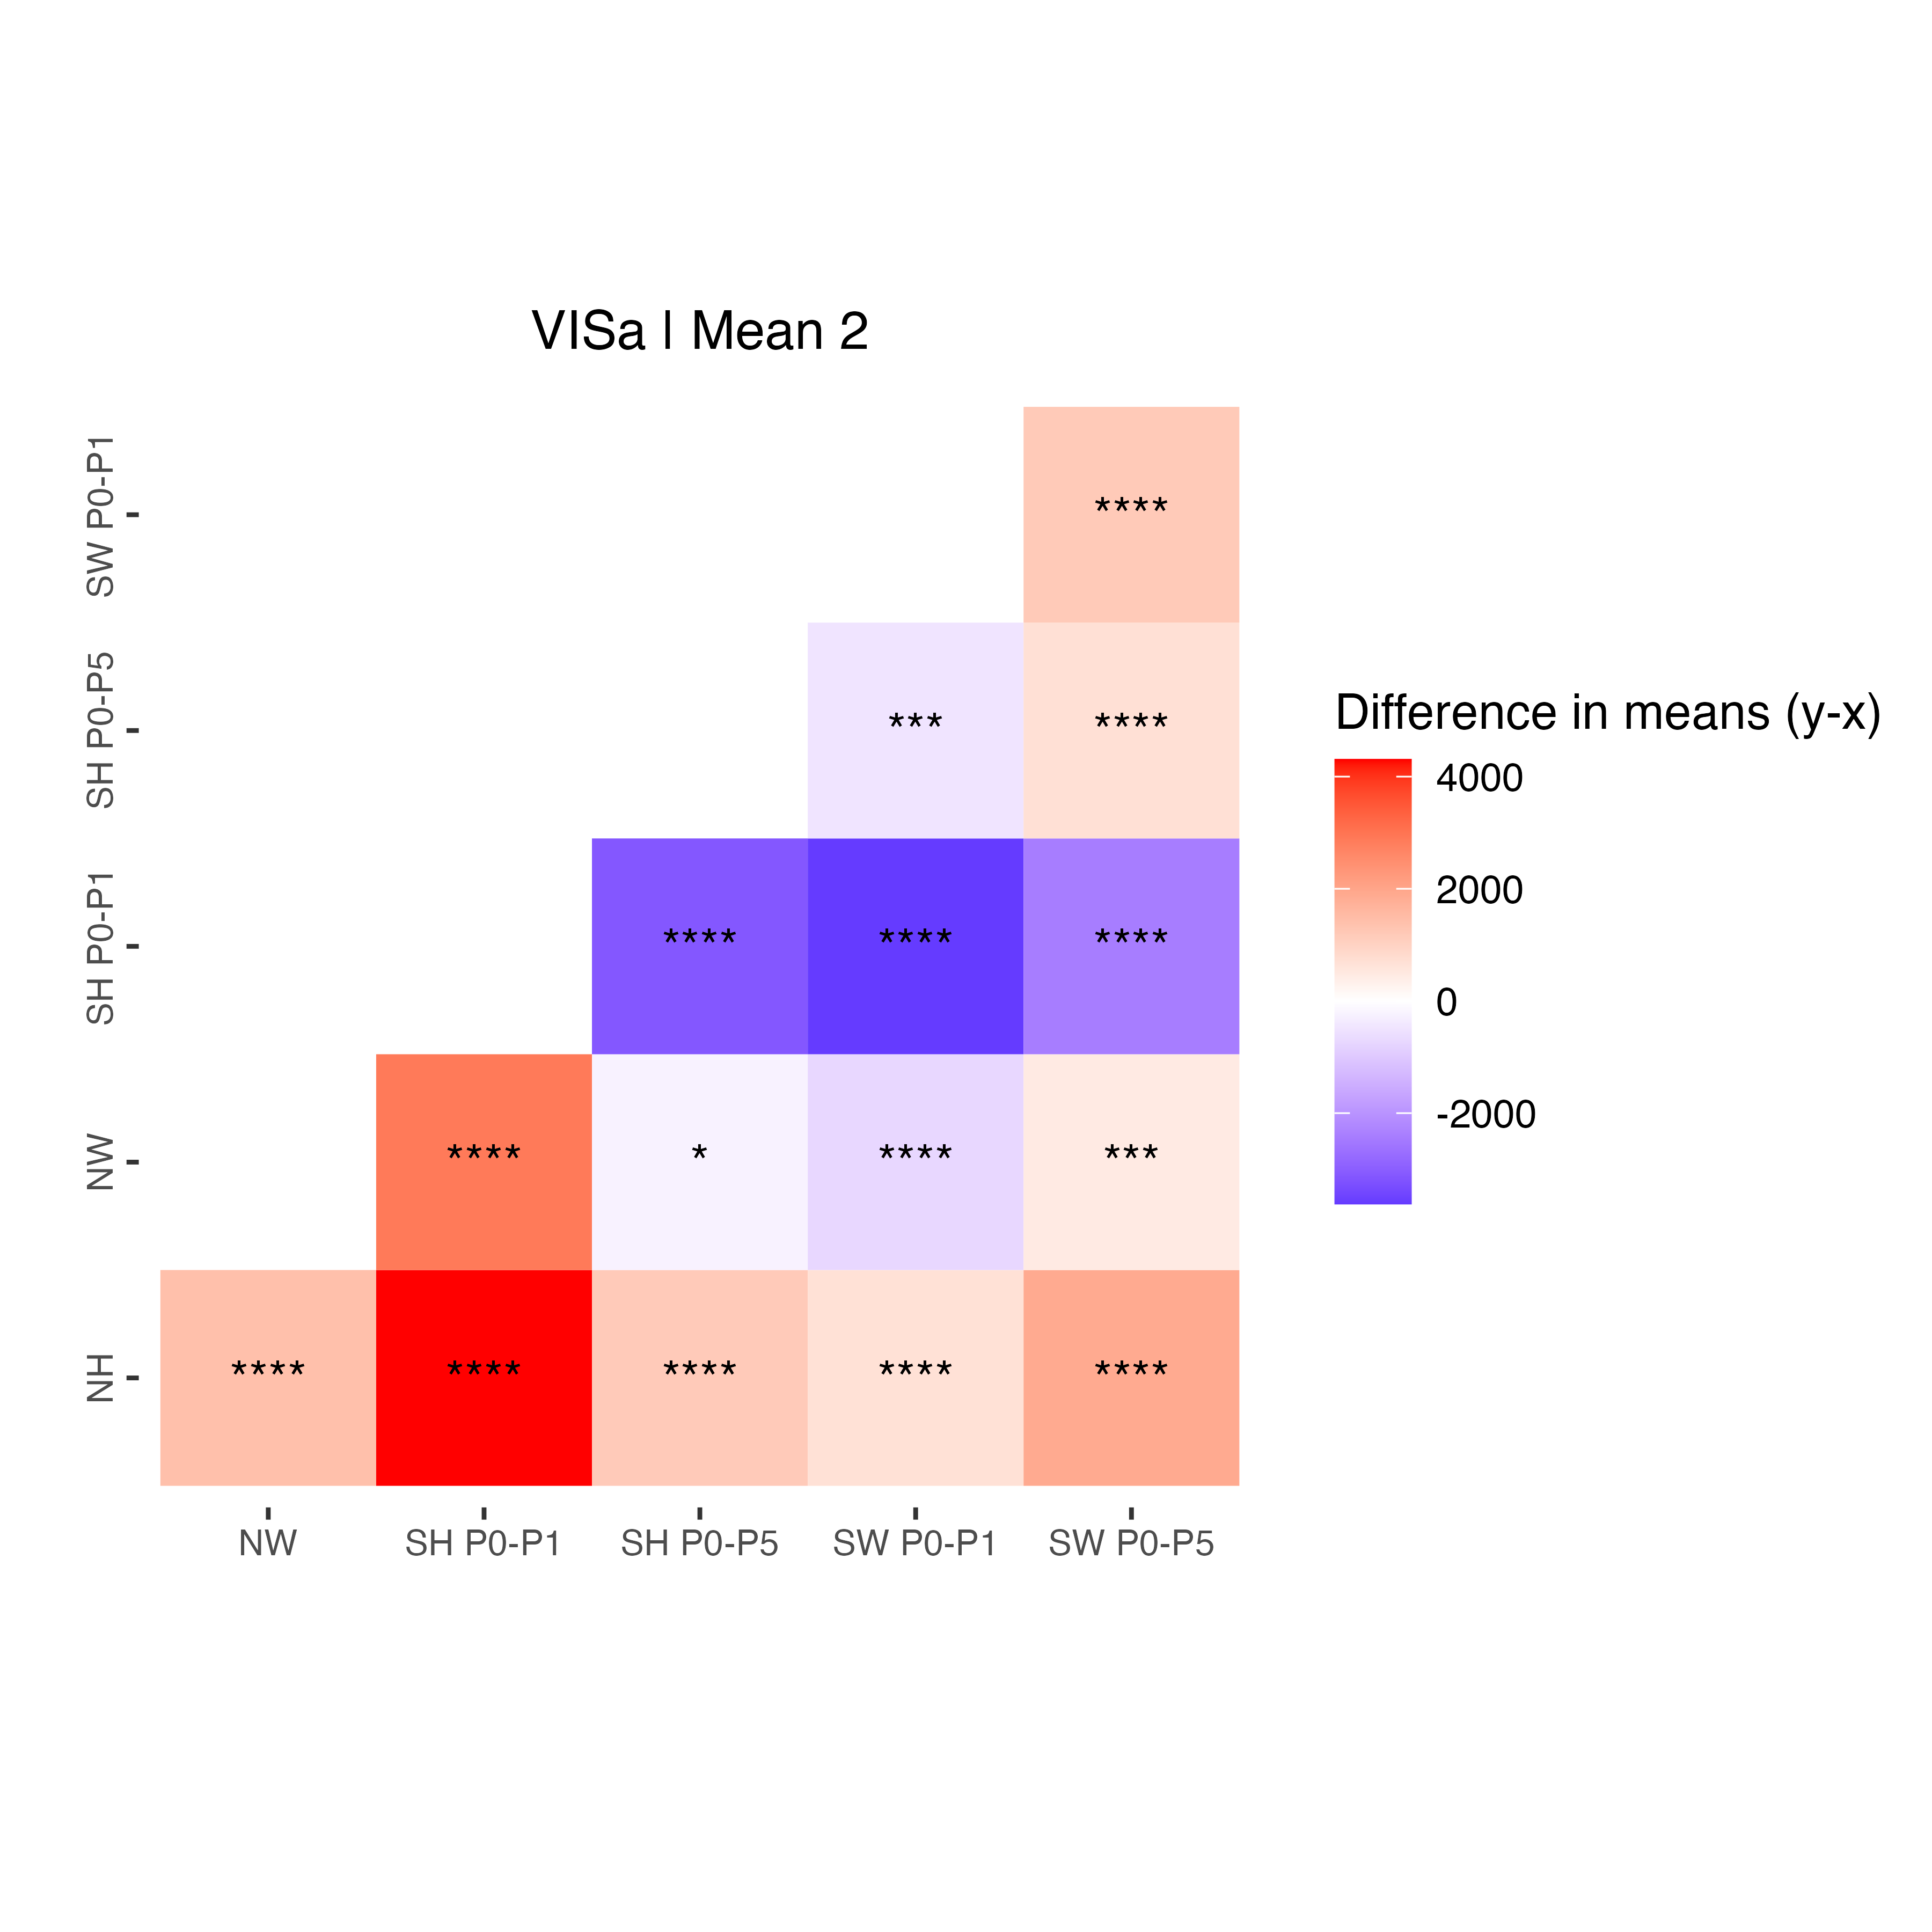 VISa | Mean 2
SW P0-P1
****
SH P0-P5
*** ****
SH P0-P1
**** **** ****
NW
**** * **** ***
NH
**** **** **** **** ****
NW SH P0-P1 SH P0-P5 SW P0-P1 SW P0-P5
Difference in means (y-x)
4000
2000
0
-2000